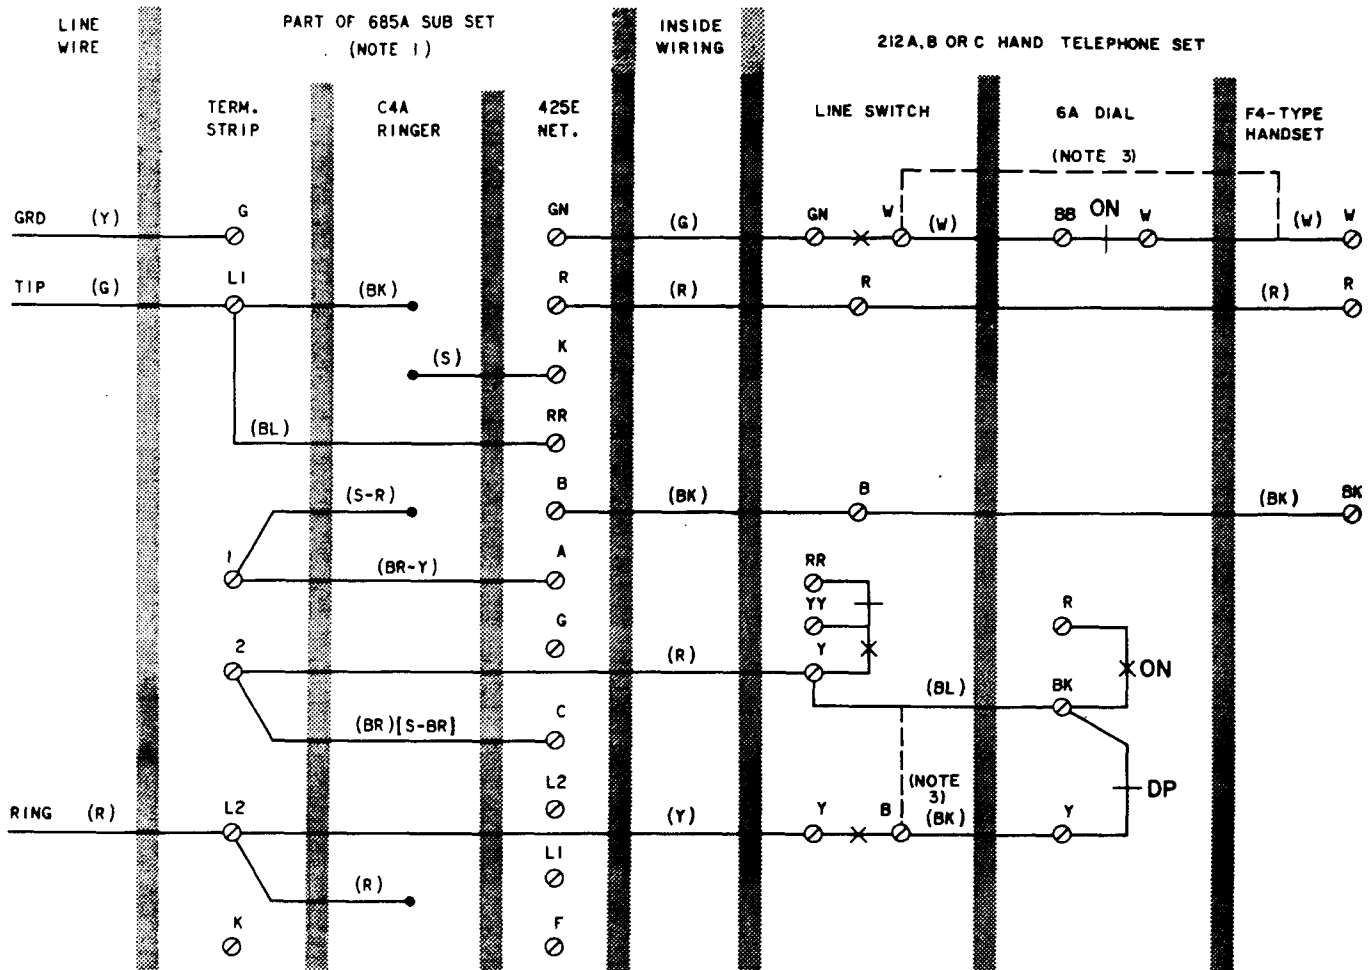 LINE WIRE
PART OF 685A SUB SET
(NOTE 1)
INSIDE WIRING
212A, B OR C HAND TELEPHONE SET
TERM. STRIP
C4A RINGER
425E NET.
LINE SWITCH
6A DIAL
F4-TYPE HANDSET
(NOTE 3)
GRD (Y) G GN (G) GN W (W) BB ON W (W) W
TIP (G) L1 (BK) R (R) R (R) R
(S) K
(BL) RR
(S-R) B (BK) B (BK) BK
1 (BR-Y) A RR
YY
R
G
2 (R) Y ON
(BL) BK
(BR)[S-BR] C
L2 (NOTE 3) DP
RING (R) L2 (Y) Y B (BK) Y
L1
(R)
K F